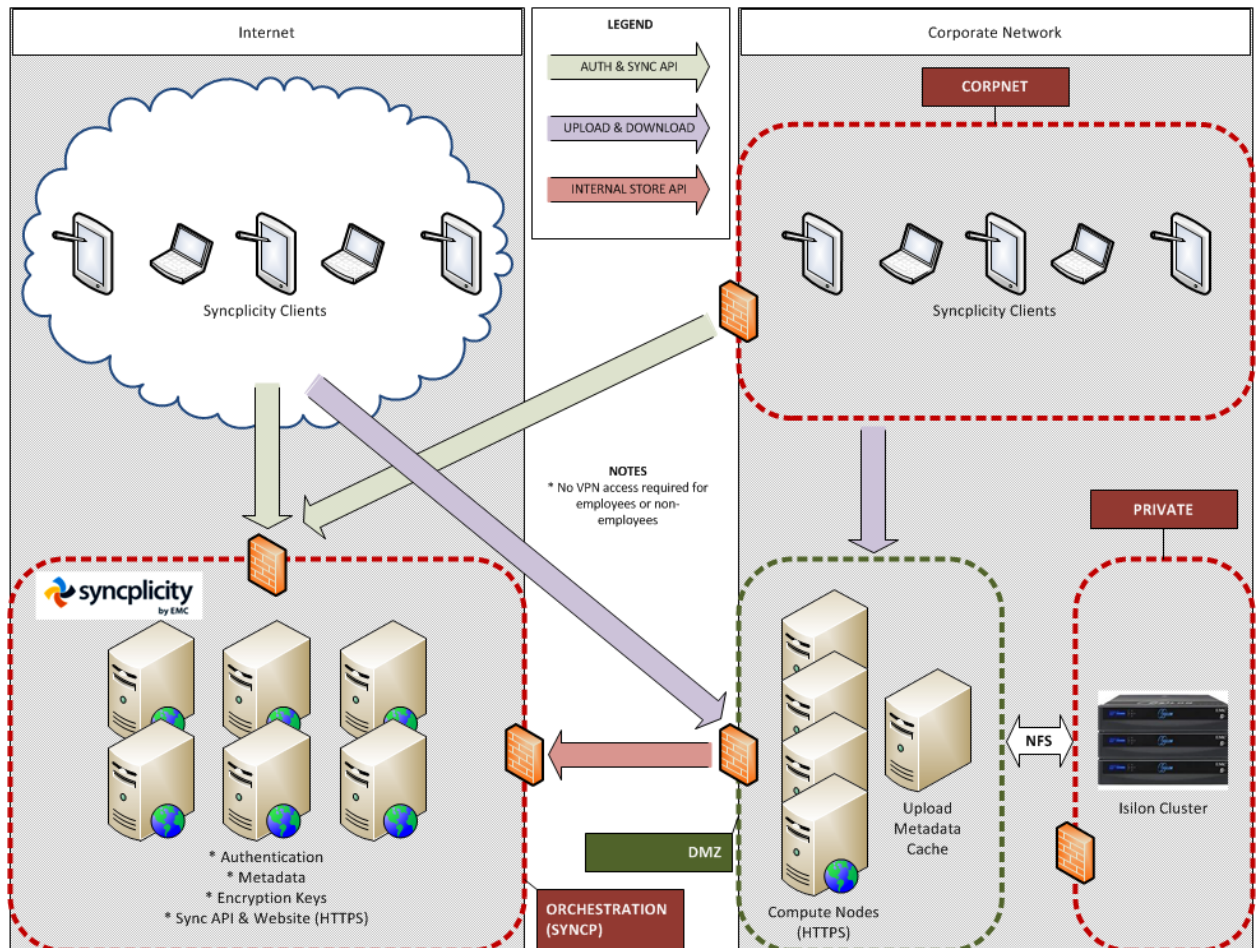 Internet
LEGEND
AUTH & SYNC API
UPLOAD & DOWNLOAD
INTERNAL STORE API
Corporate Network
CORPNET
Syncplicity Clients
Syncplicity Clients
NOTES
* No VPN access required for
employees or non-
employees
PRIVATE
syncplicity
by EMC
* Authentication
* Metadata
* Encryption Keys
* Sync API & Website (HTTPS)
ORCHESTRATION
(SYNCP)
DMZ
Compute Nodes
(HTTPS)
Upload
Metadata
Cache
NFS
Isilon Cluster